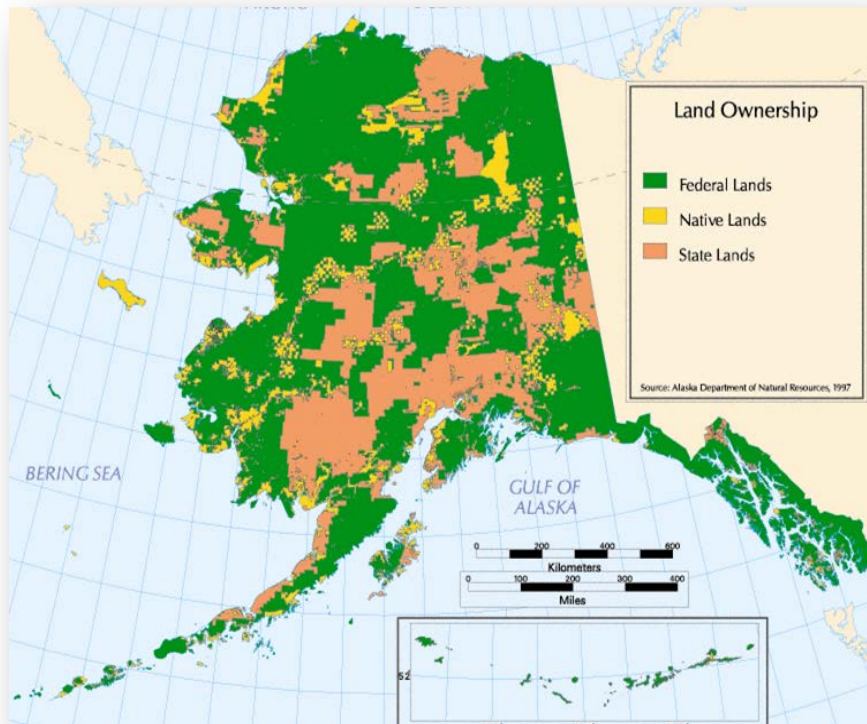 Land Ownership
Federal Lands
Native Lands
State Lands
Source: Alaska Department of Natural Resources, 1997
BERING SEA
GULF OF
ALASKA
0 200 400 600
Kilometers
0 100 200 300 400
Miles
52